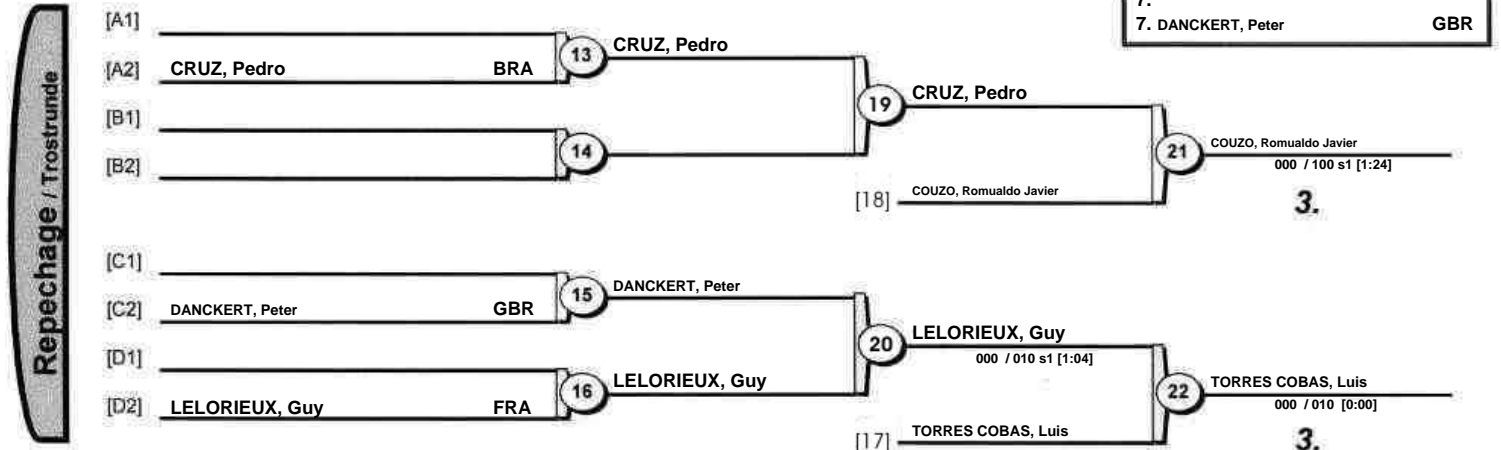 7.
7. DANCKERT, Peter GBR
Repechage / Trostrunde
[A1]
[A2] CRUZ, Pedro BRA
[B1]
[B2]
13 CRUZ, Pedro
14
19 CRUZ, Pedro
[18] COUZO, Romualdo Javier
21 COUZO, Romualdo Javier
000 / 100 s1 [1:24]
3.
[C1]
[C2] DANCKERT, Peter GBR
[D1]
[D2] LELORIEUX, Guy FRA
15 DANCKERT, Peter
16 LELORIEUX, Guy
20 LELORIEUX, Guy
000 / 010 s1 [1:04]
[17] TORRES COBAS, Luis
22 TORRES COBAS, Luis
000 / 010 [0:00]
3.